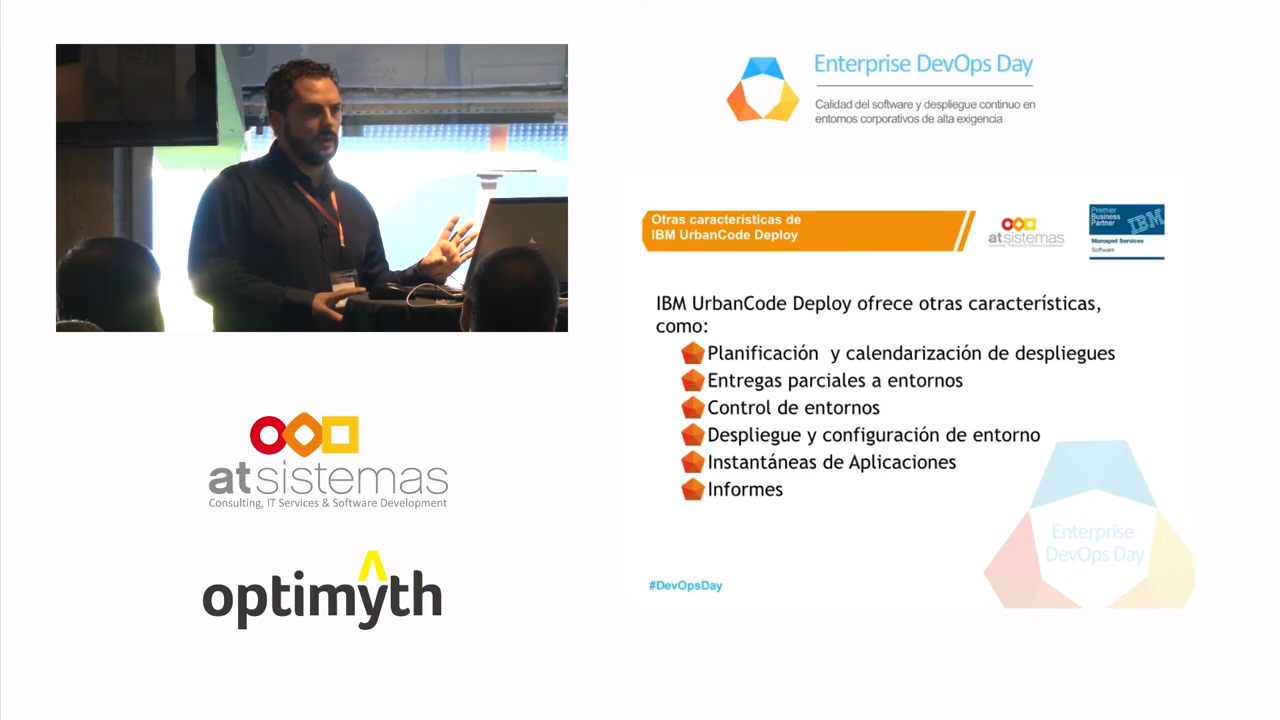 Enterprise DevOps Day
Calidad del software y despliegue continuo en
entornos corporativos de alta exigencia
Otras características de
IBM UrbanCode Deploy
atsistemas
Premier
Business
Partner
IBM
Managed Services
Software
IBM UrbanCode Deploy ofrece otras características,
como:
Planificación y calendarización de despliegues
Entregas parciales a entornos
Control de entornos
Despliegue y configuración de entorno
Instantáneas de Aplicaciones
Informes
Enterprise
DevOps Day
#DevOpsDay
atsistemas
Consulting, IT Services & Software Development
optimyth